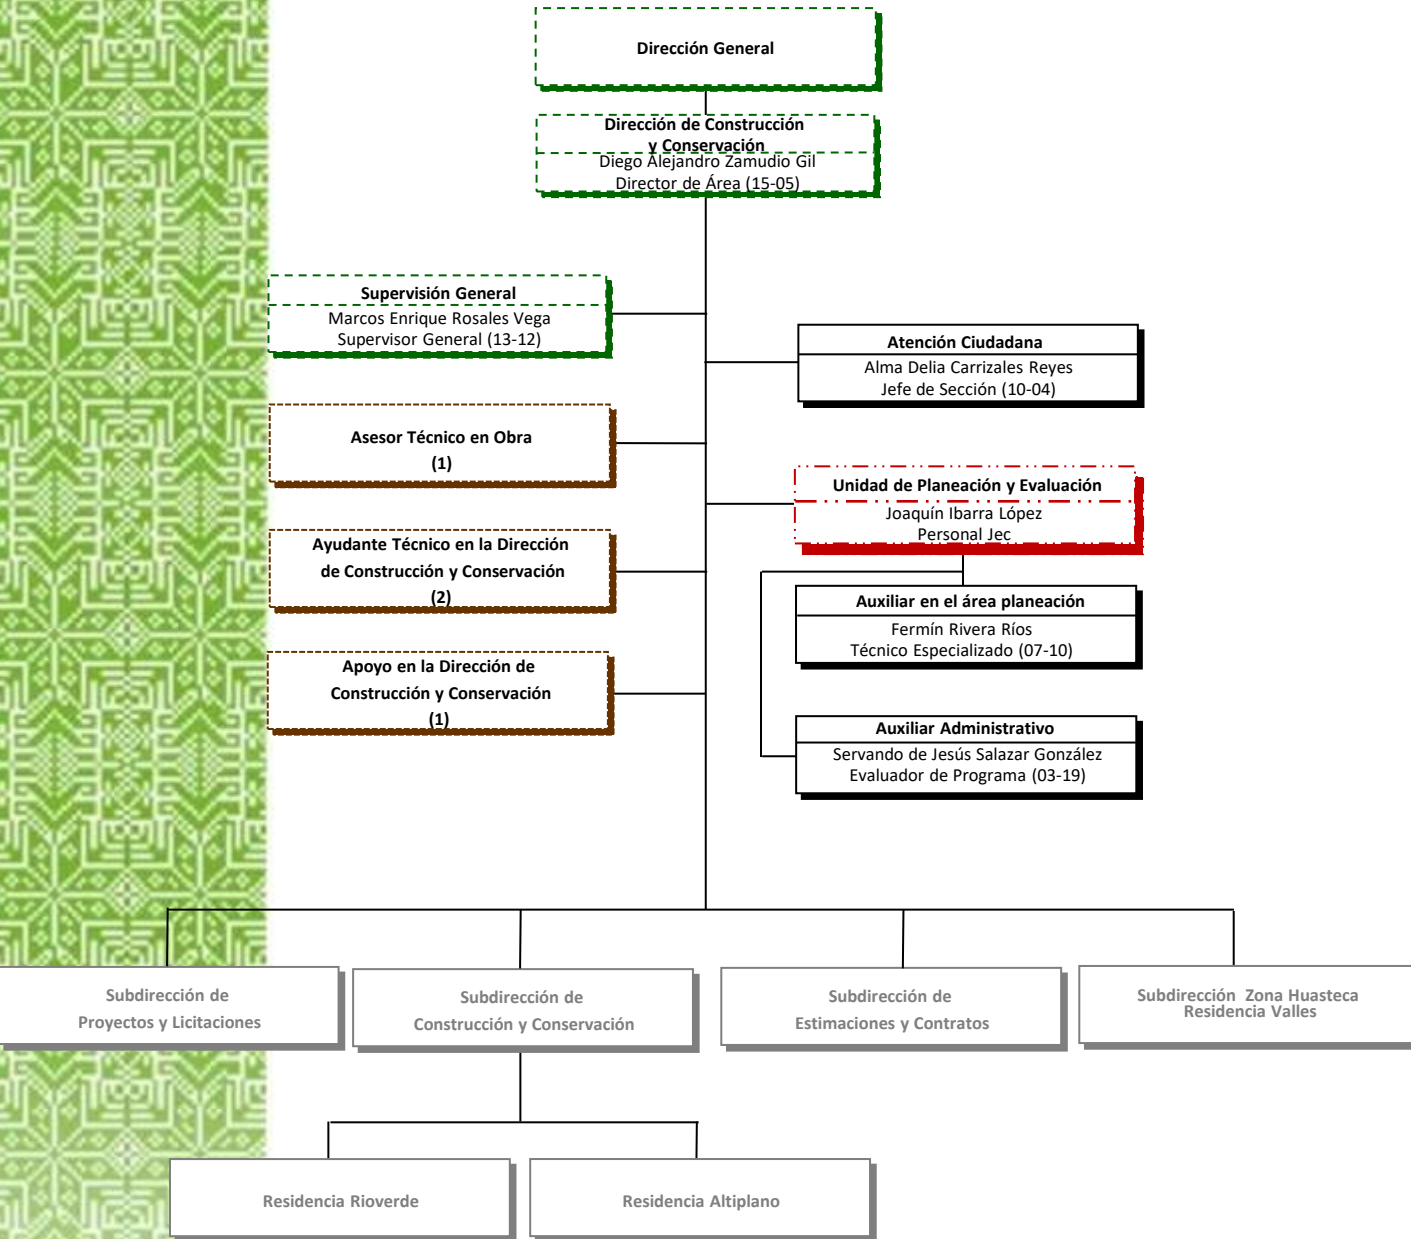 Dirección General
Dirección de Construcción
y Conservación
Diego Alejandro Zamudio Gil
Director de Área (15-05)
Supervisión General
Marcos Enrique Rosales Vega
Supervisor General (13-12)
Atención Ciudadana
Alma Delia Carrizales Reyes
Jefe de Sección (10-04)
Asesor Técnico en Obra
(1)
Unidad de Planeación y Evaluación
Joaquín Ibarra López
Personal Jec
Ayudante Técnico en la Dirección
de Construcción y Conservación
(2)
Auxiliar en el área planeación
Fermín Rivera Ríos
Técnico Especializado (07-10)
Apoyo en la Dirección de
Construcción y Conservación
(1)
Auxiliar Administrativo
Servando de Jesús Salazar González
Evaluador de Programa (03-19)
Subdirección de
Proyectos y Licitaciones
Subdirección de
Construcción y Conservación
Subdirección de
Estimaciones y Contratos
Subdirección  Zona Huasteca
Residencia Valles
Residencia Rioverde
Residencia Altiplano